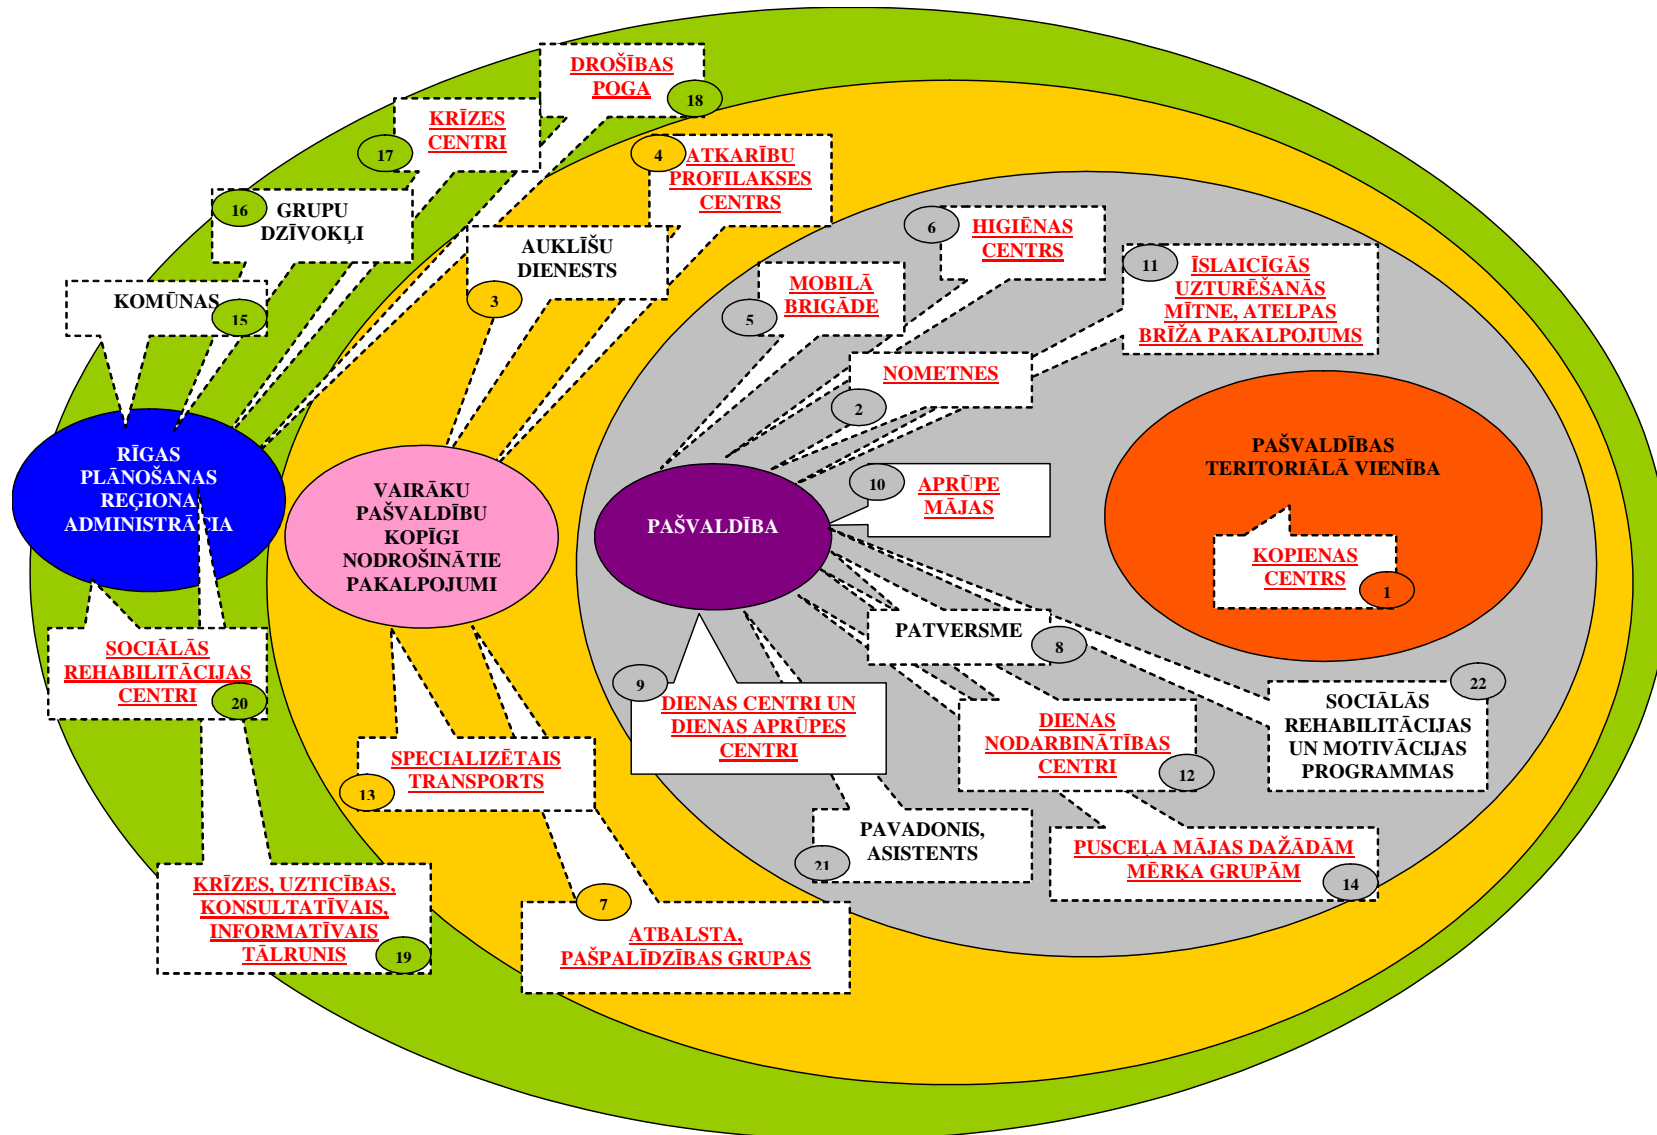 DROŠĪBAS
POGA
18
KRĪZES
CENTRI
17
4
ATKARĪBU
PROFILAKSES
CENTRS
16
GRUPU
DZĪVOKĻI
AUKLĪŠU
DIENESTS
3
6
HIGIĒNAS
CENTRS
11
ĪSLAICĪGĀS
UZTURĒŠANĀS
MĪTNE, ATELPAS
BRĪŽA PAKALPOJUMS
MOBILĀ
BRIGĀDE
5
KOMŪNAS
15
NOMETNES
2
RĪGAS
PLĀNOŠANAS
REĢIONA
ADMINISTRĀCIJA
VAIRĀKU
PAŠVALDĪBU
KOPĪGI
NODROŠINĀTIE
PAKALPOJUMI
PAŠVALDĪBA
10
APRŪPE
MĀJAS
PAŠVALDĪBAS
TERITORIĀLĀ VIENĪBA
KOPIENAS
CENTRS
1
PATVERSME
8
SOCIĀLĀS
REHABILITĀCIJAS
CENTRI
20
9
DIENAS CENTRI UN
DIENAS APRŪPES
CENTRI
DIENAS
NODARBINĀTĪBAS
CENTRI
12
22
SOCIĀLĀS
REHABILITĀCIJAS
UN MOTIVĀCIJAS
PROGRAMMAS
SPECIALIZĒTAIS
TRANSPORTS
13
PAVADONIS,
ASISTENTS
21
PUSCEĻA MĀJAS DAŽĀDĀM
MĒRĶA GRUPĀM
14
KRĪZES, UZTICĪBAS,
KONSULTATĪVAIS,
INFORMATĪVAIS
TĀLRUNIS
19
7
ATBALSTA,
PAŠPALĪDZĪBAS GRUPAS